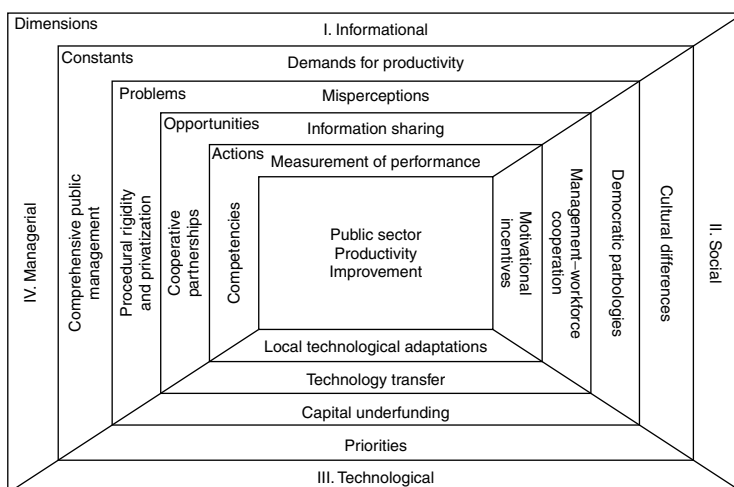 Dimensions
I. Informational
Constants
Demands for productivity
Problems
Misperceptions
Opportunities
Information sharing
Actions
Measurement of performance
IV. Managerial
Comprehensive public
management
Procedural rigidity
and privatization
Cooperative
partnerships
Competencies
Public sector
Productivity
Improvement
Motivational
incentives
Management–workforce
cooperation
Democratic parbologies
Cultural differences
II. Social
Local technological adaptations
Technology transfer
Capital underfunding
Priorities
III. Technological